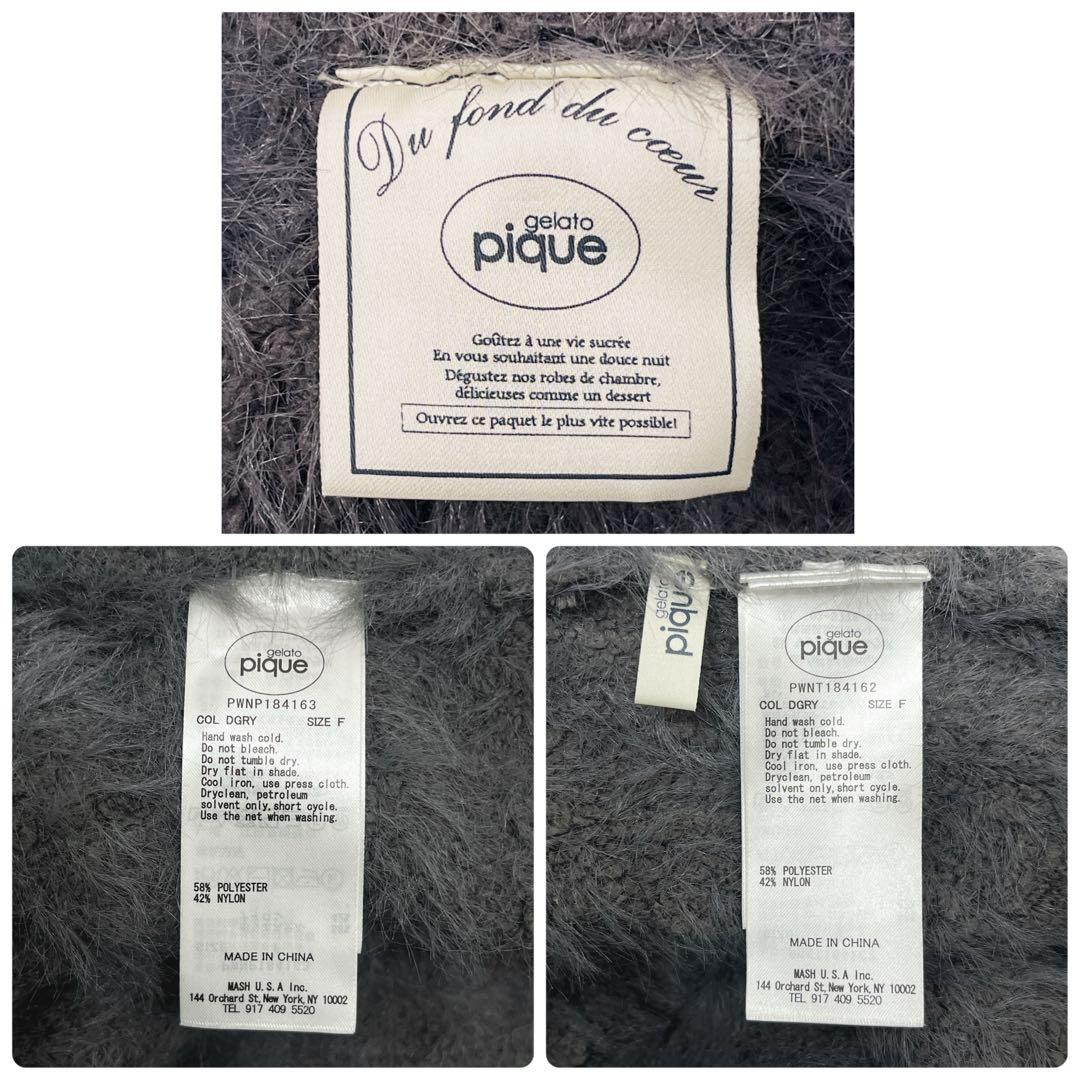 Du fond du cœur
gelato
pique
Goûtez à une vie sucrée
En vous souhaitant une douce nuit
Dégustez nos robes de chambre,
délicieuses comme un dessert
Ouvrez ce paquet le plus vite possible!
gelato
pique
PWNP184163
COL DGRY SIZE F
Hand wash cold.
Do not bleach.
Do not tumble dry.
Dry flat in shade.
Cool iron, use press cloth.
Dryclean, petroleum
solvent only, short cycle.
Use the net when washing.
58% POLYESTER
42% NYLON
MADE IN CHINA
MASH U.S.A Inc.
144 Orchard St, New York, NY 10002
TEL 917 409 5520
gelato
pique
gelato
pique
PWNT184162
COL DGRY SIZE F
Hand wash cold.
Do not bleach.
Do not tumble dry.
Dry flat in shade.
Cool iron, use press cloth.
Dryclean, petroleum
solvent only, short cycle.
Use the net when washing.
58% POLYESTER
42% NYLON
MADE IN CHINA
MASH U.S.A Inc.
144 Orchard St, New York, NY 10002
TEL 917 409 5520